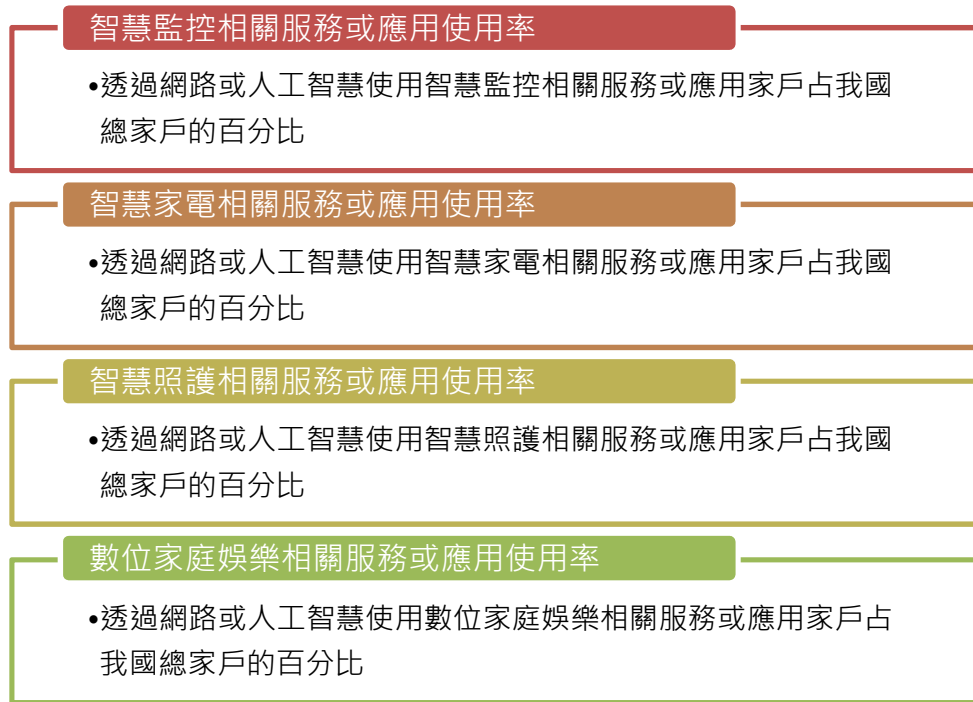 智慧監控相關服務或應用使用率
•透過網路或人工智慧使用智慧監控相關服務或應用家戶占我國
總家戶的百分比
智慧家電相關服務或應用使用率
•透過網路或人工智慧使用智慧家電相關服務或應用家戶占我國
總家戶的百分比
智慧照護相關服務或應用使用率
•透過網路或人工智慧使用智慧照護相關服務或應用家戶占我國
總家戶的百分比
數位家庭娛樂相關服務或應用使用率
•透過網路或人工智慧使用數位家庭娛樂相關服務或應用家戶占
我國總家戶的百分比